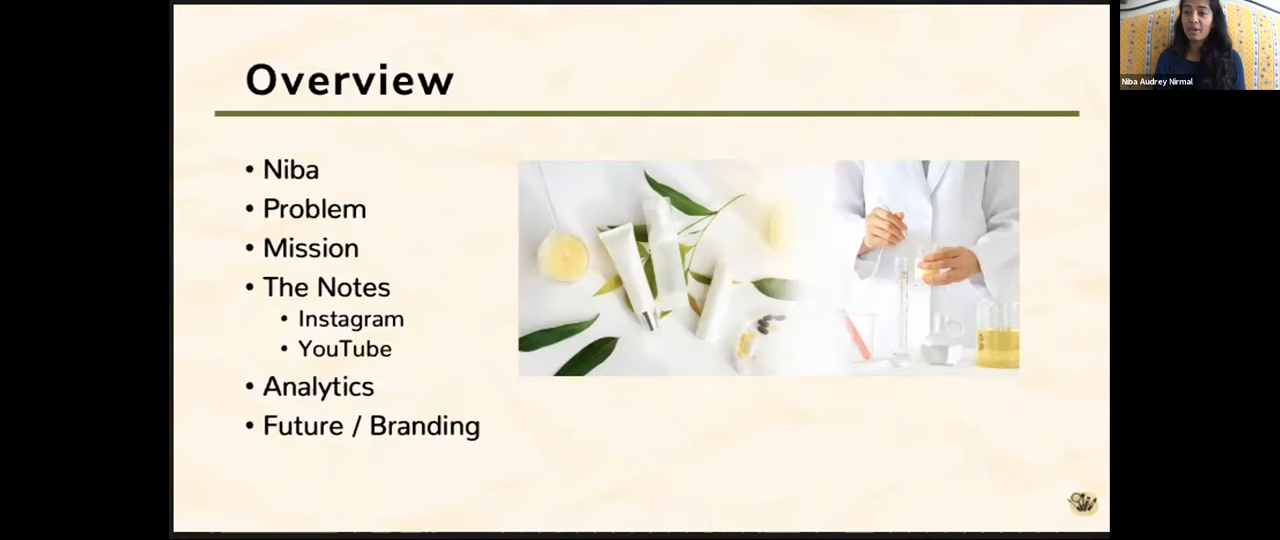 Overview
• Niba
• Problem
• Mission
• The Notes
• Instagram
• YouTube
• Analytics
• Future / Branding
Niba Audrey Nirmal